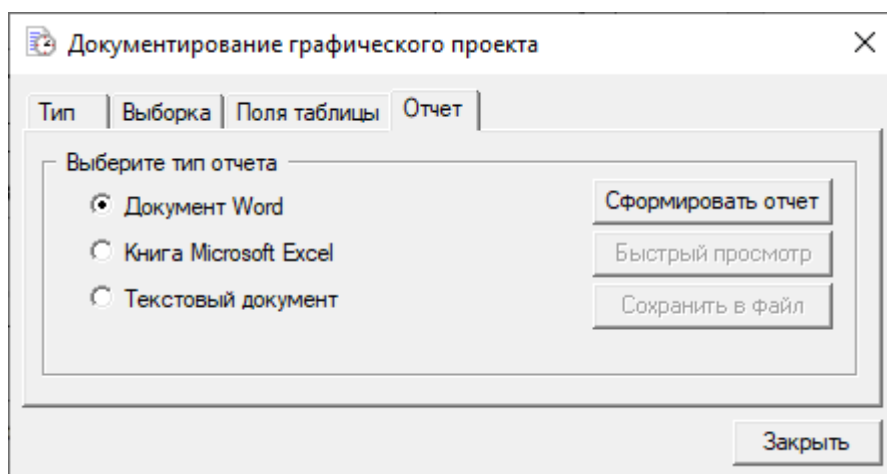 Документирование графического проекта
Тип Выборка Поля таблицы Отчет
Выберите тип отчета
Документ Word
Сформировать отчет
Книга Microsoft Excel
Быстрый просмотр
Текстовый документ
Сохранить в файл
Закрыть